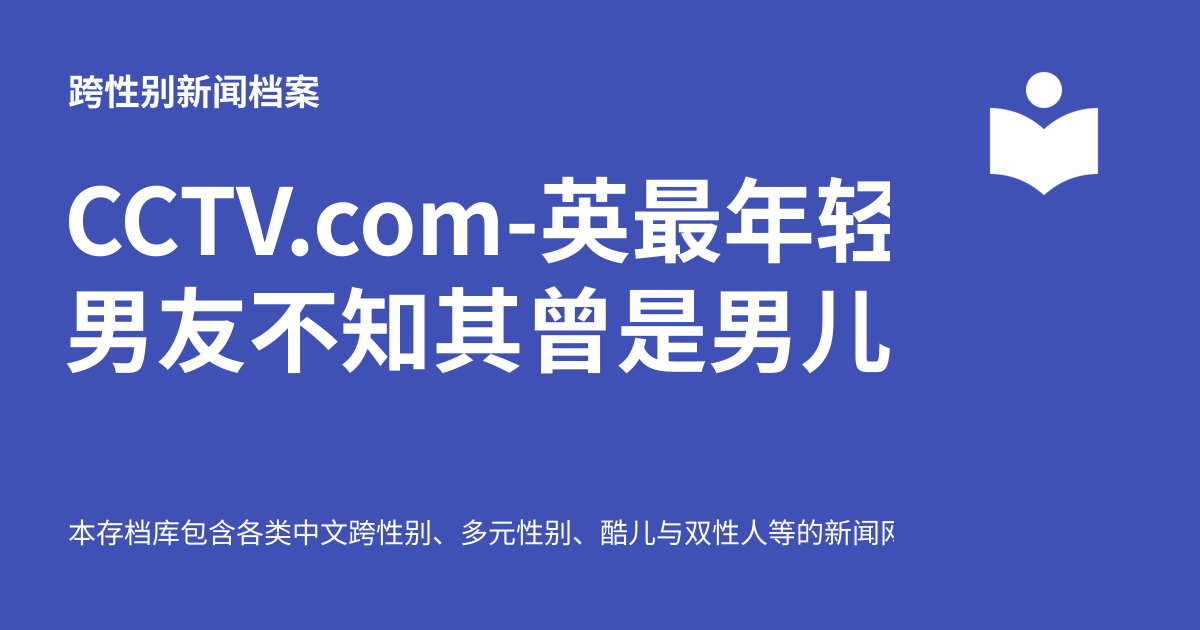 跨性别新闻档案
CCTV.com-英最年轻
男友不知其曾是男儿
本存档库包含各类中文跨性别、多元性别、酷儿与双性人等的新闻网